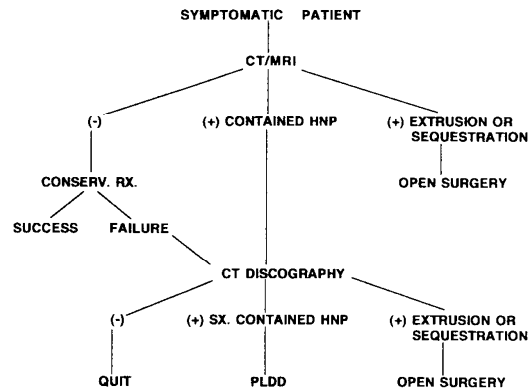 SYMPTOMATIC PATIENT
CT/MRI
(-)
(+) CONTAINED HNP
(+) EXTRUSION OR
SEQUESTRATION
CONSERV. RX.
OPEN SURGERY
SUCCESS
FAILURE
CT DISCOGRAPHY
(-)
(+) SX. CONTAINED HNP
(+) EXTRUSION OR
SEQUESTRATION
QUIT
PLDD
OPEN SURGERY